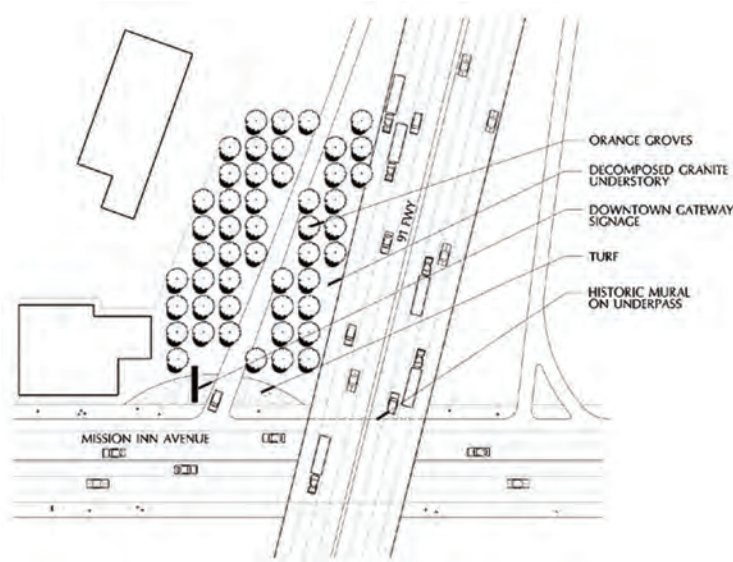 ORANGE GROVES
DECOMPOSED GRANITE
UNDERSTORY
DOWNTOWN GATEWAY
SIGNAGE
91 FWY
TURF
HISTORIC MURAL
ON UNDERPASS
MISSION INN AVENUE